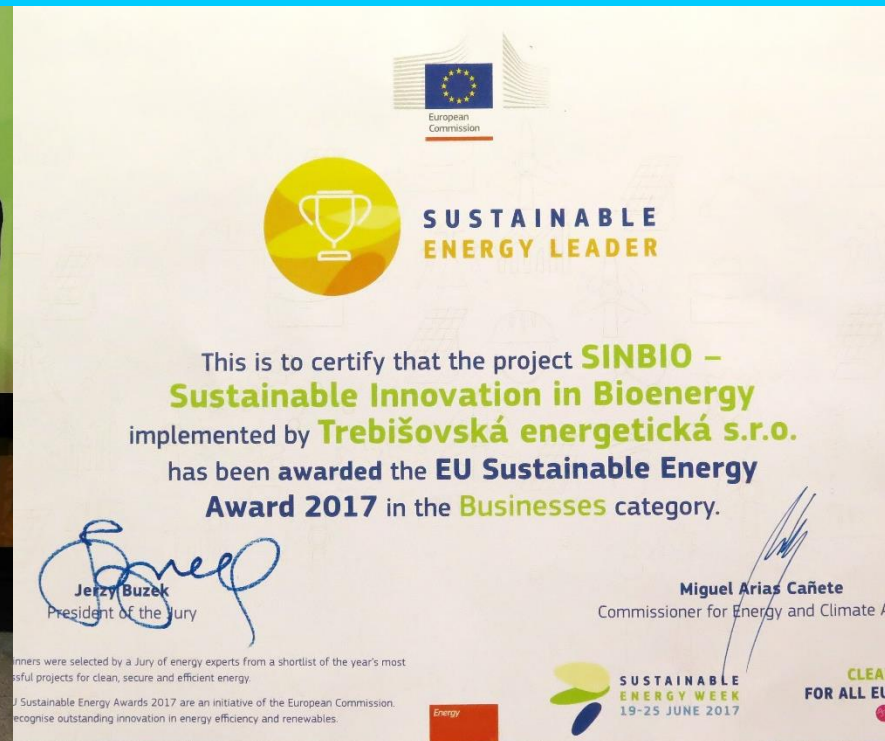 European
Commission
SUSTAINABLE
ENERGY LEADER
This is to certify that the project SINBIO –
Sustainable Innovation in Bioenergy
implemented by Trebišovská energetická s.r.o.
has been awarded the EU Sustainable Energy
Award 2017 in the Businesses category.
Jerzy Buzek
President of the Jury
Miguel Arias Cañete
Commissioner for Energy and Climate A
inners were selected by a Jury of energy experts from a shortlist of the year's most
ssful projects for clean, secure and efficient energy.
U Sustainable Energy Awards 2017 are an initiative of the European Commission.
ecognise outstanding innovation in energy efficiency and renewables.
Energy
SUSTAINABLE
ENERGY WEEK
19-25 JUNE 2017
CLEA
FOR ALL EU